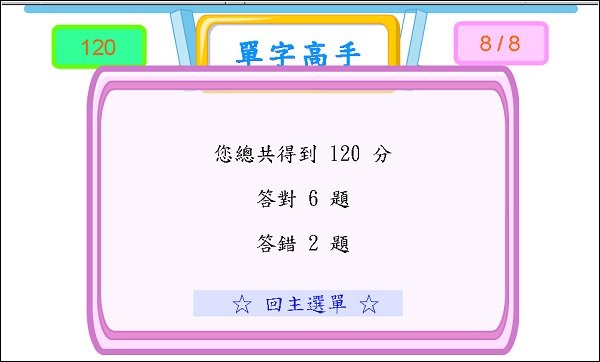 120
單字高手
8 / 8
您總共得到 120 分
答對 6 題
答錯 2 題
☆ 回主選單 ☆